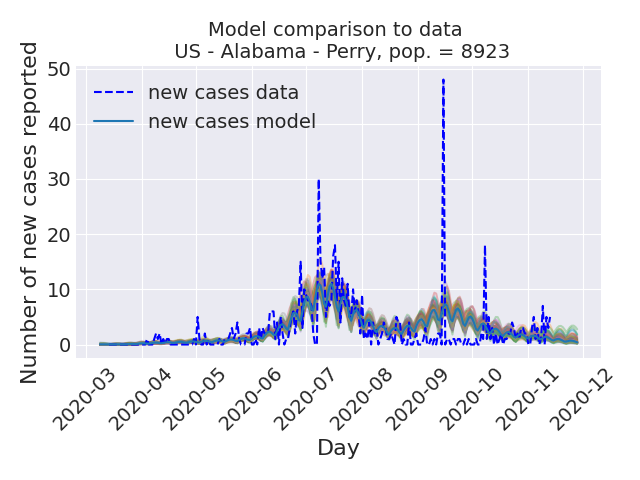 Model comparison to data
US - Alabama - Perry, pop. = 8923
Number of new cases reported
50
40
30
20
10
0
new cases data
new cases model
2020-03
2020-04
2020-05
2020-06
2020-07
2020-08
2020-09
2020-10
2020-11
2020-12
Day